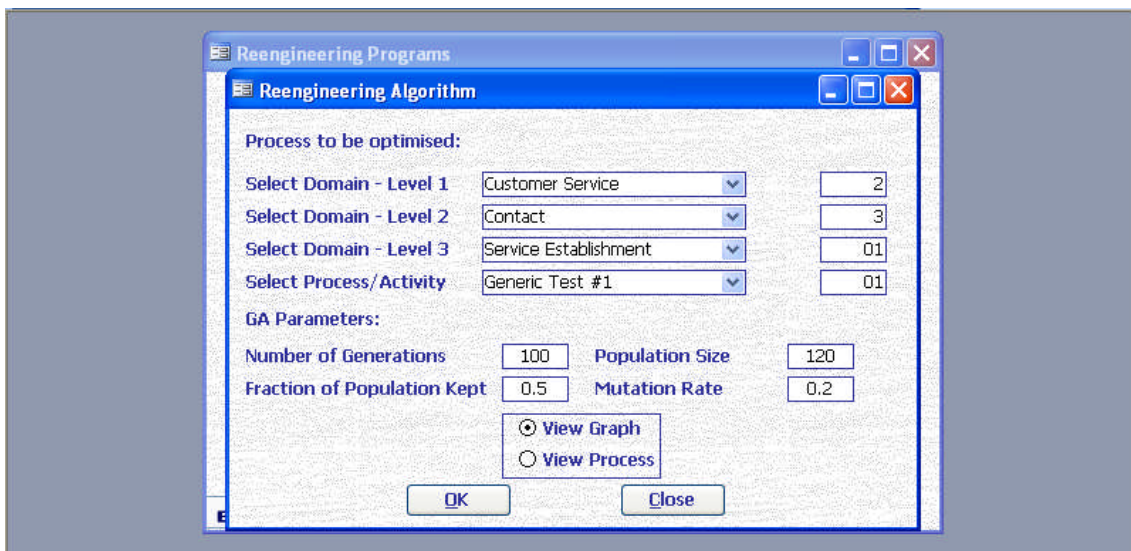 Reengineering Programs
Reengineering Algorithm
Process to be optimised:
Select Domain - Level 1 Customer Service 2
Select Domain - Level 2 Contact 3
Select Domain - Level 3 Service Establishment 01
Select Process/Activity Generic Test #1 01
GA Parameters:
Number of Generations 100 Population Size 120
Fraction of Population Kept 0.5 Mutation Rate 0.2
View Graph
View Process
OK Close